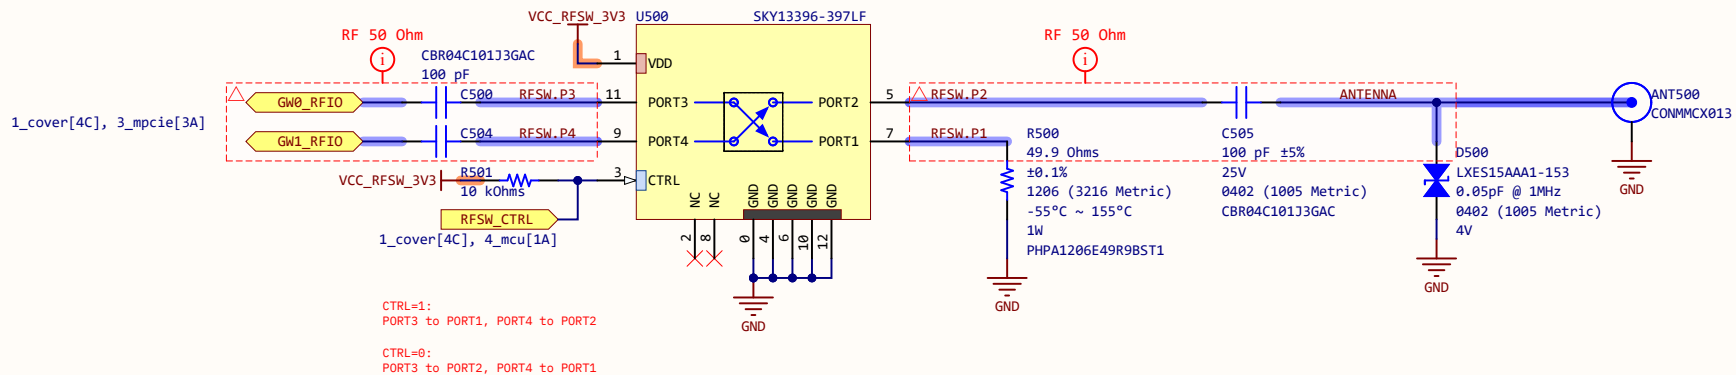 VCC_RFSW_3V3
U500
SKY13396-397LF
RF 50 Ohm
i
CBR04C101J3GAC
100 pF
1
VDD
GW0_RFIO
C500
RFSW.P3
11
PORT3
PORT2
5
RFSW.P2
1_cover[4C], 3_mpcie[3A]
GW1_RFIO
C504
RFSW.P4
9
PORT4
PORT1
7
RFSW.P1
VCC_RFSW_3V3
R501
10 kOhms
3
CTRL
RFSW_CTRL
1_cover[4C], 4_mcu[1A]
NC
NC
GND
GND
GND
GND
GND
2
8
0
4
6
10
12
GND
RF 50 Ohm
i
ANTENNA
R500
49.9 Ohms
±0.1%
1206 (3216 Metric)
-55°C ~ 155°C
1W
PHPA1206E49R9BST1
GND
C505
100 pF ±5%
25V
0402 (1005 Metric)
CBR04C101J3GAC
D500
LXES15AAA1-153
0.05pF @ 1MHz
0402 (1005 Metric)
4V
GND
ANT500
CONMMCX013
GND
CTRL=1:
PORT3 to PORT1, PORT4 to PORT2
CTRL=0:
PORT3 to PORT2, PORT4 to PORT1